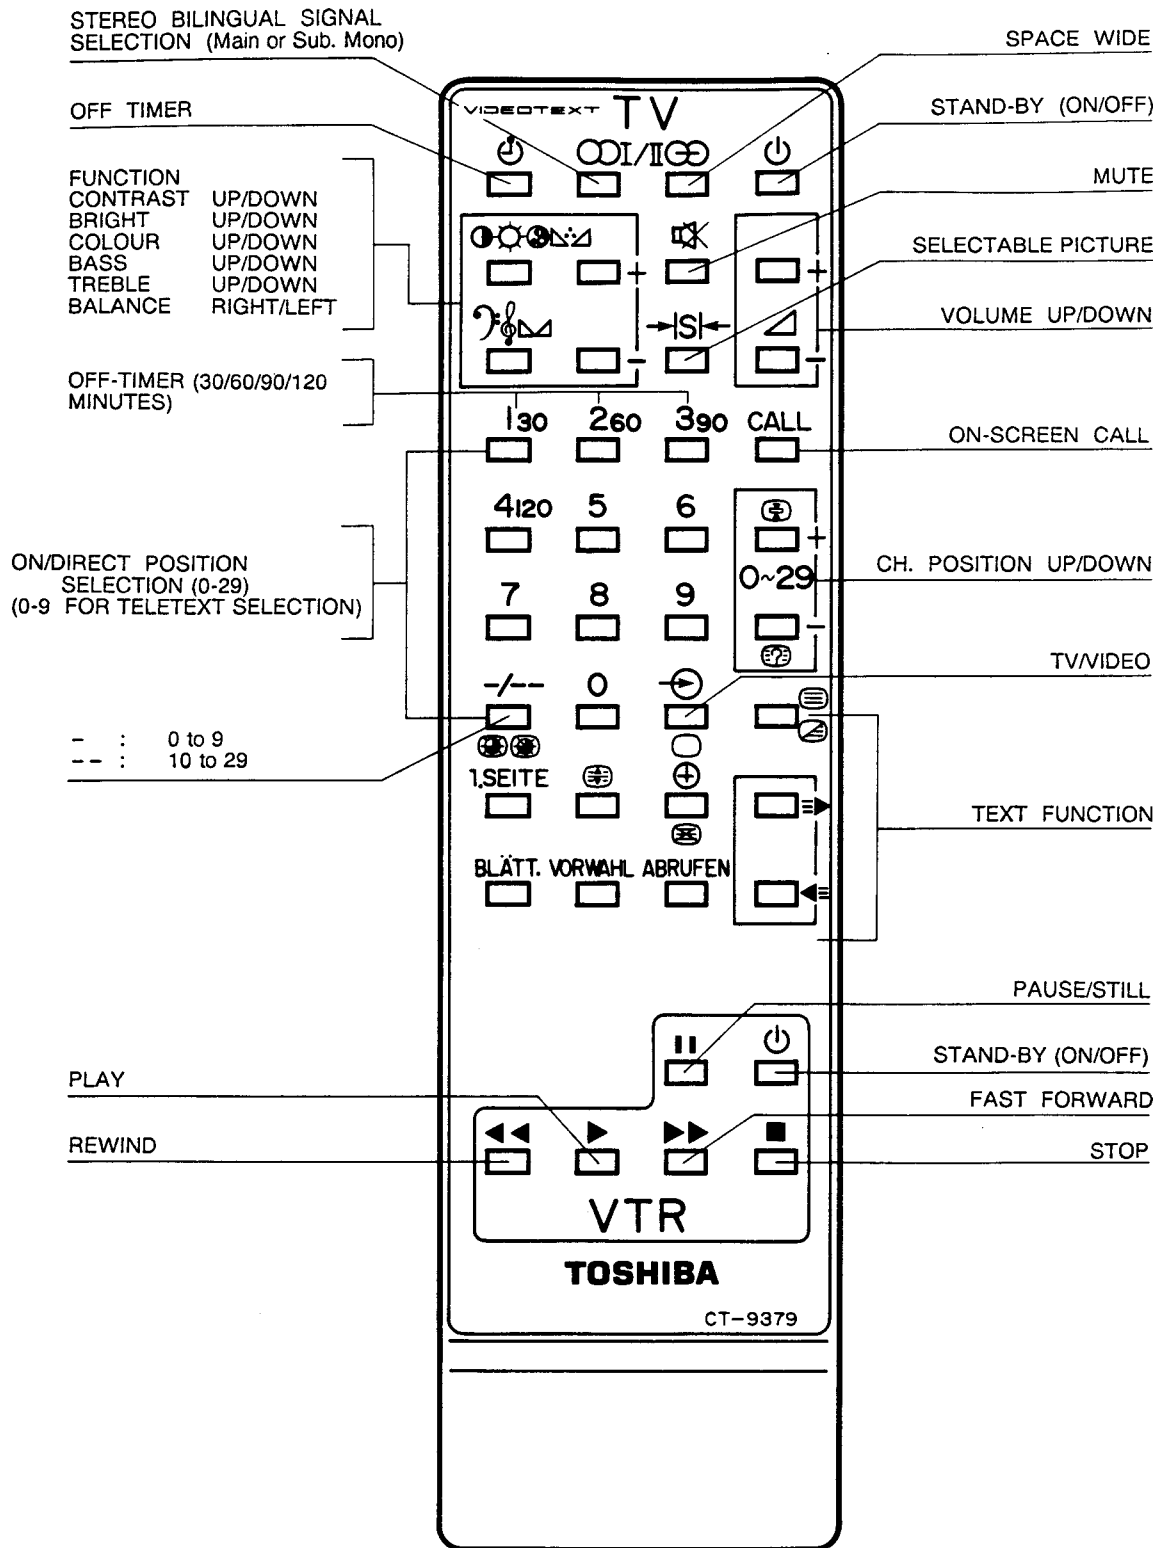 STEREO BILINGUAL SIGNAL
SELECTION (Main or Sub. Mono)
OFF TIMER
FUNCTION
CONTRAST UP/DOWN
BRIGHT UP/DOWN
COLOUR UP/DOWN
BASS UP/DOWN
TREBLE UP/DOWN
BALANCE RIGHT/LEFT
OFF-TIMER (30/60/90/120
MINUTES)
ON/DIRECT POSITION
SELECTION (0-29)
(0-9 FOR TELETEXT SELECTION)
- : 0 to 9
-- : 10 to 29
PLAY
REWIND
VIDEOTEXT TV
I/II
+
-
S
+
-
1 30 2 60 3 90 CALL
4 120 5 6
+
0~29
7 8 9
-
?
-/-- 0
1.SEITE
BLÄTT. VORWAHL ABRUFEN
VTR
TOSHIBA
CT-9379
SPACE WIDE
STAND-BY (ON/OFF)
MUTE
SELECTABLE PICTURE
VOLUME UP/DOWN
ON-SCREEN CALL
CH. POSITION UP/DOWN
TV/VIDEO
TEXT FUNCTION
PAUSE/STILL
STAND-BY (ON/OFF)
FAST FORWARD
STOP